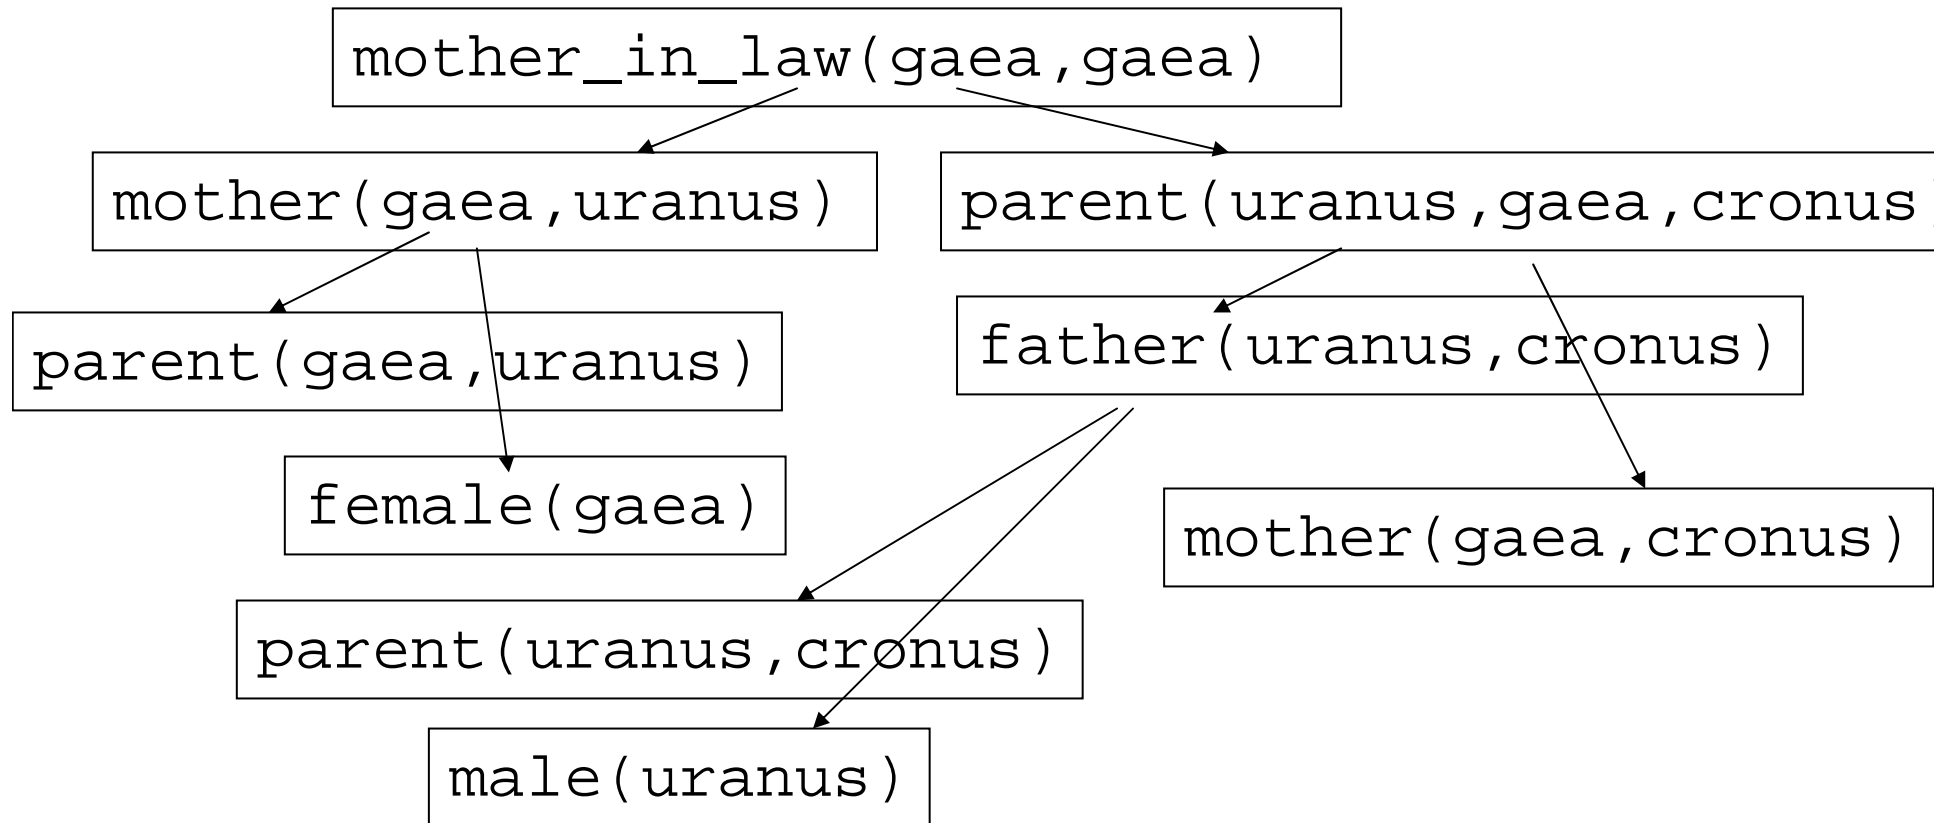 mother_in_law(gaea,gaea)
mother(gaea,uranus)
parent(uranus,gaea,cronus)
parent(gaea,uranus)
father(uranus,cronus)
female(gaea)
mother(gaea,cronus)
parent(uranus,cronus)
male(uranus)